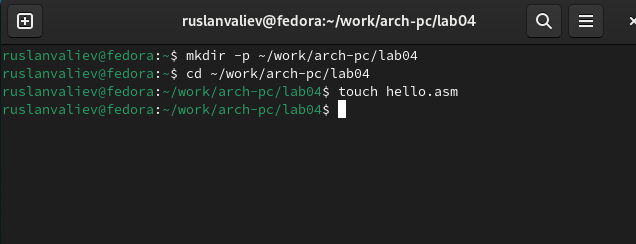 ruslanvaliev@fedora:~/work/arch-pc/lab04
ruslanvaliev@fedora:~$ mkdir -p ~/work/arch-pc/lab04
ruslanvaliev@fedora:~$ cd ~/work/arch-pc/lab04
ruslanvaliev@fedora:~/work/arch-pc/lab04$ touch hello.asm
ruslanvaliev@fedora:~/work/arch-pc/lab04$